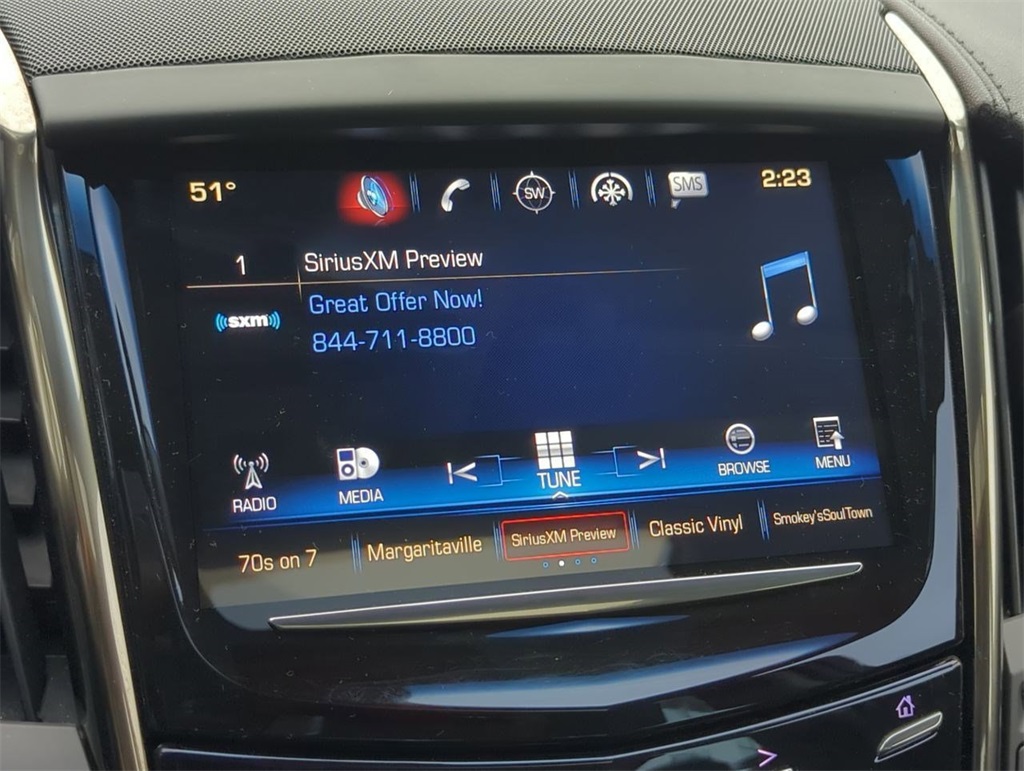 51° SW SMS 2:23
1 SiriusXM Preview
((sxm)) Great Offer Now!
844-711-8800
RADIO MEDIA TUNE BROWSE MENU
70s on 7 Margaritaville SiriusXM Preview Classic Vinyl Smokey'sSoulTown